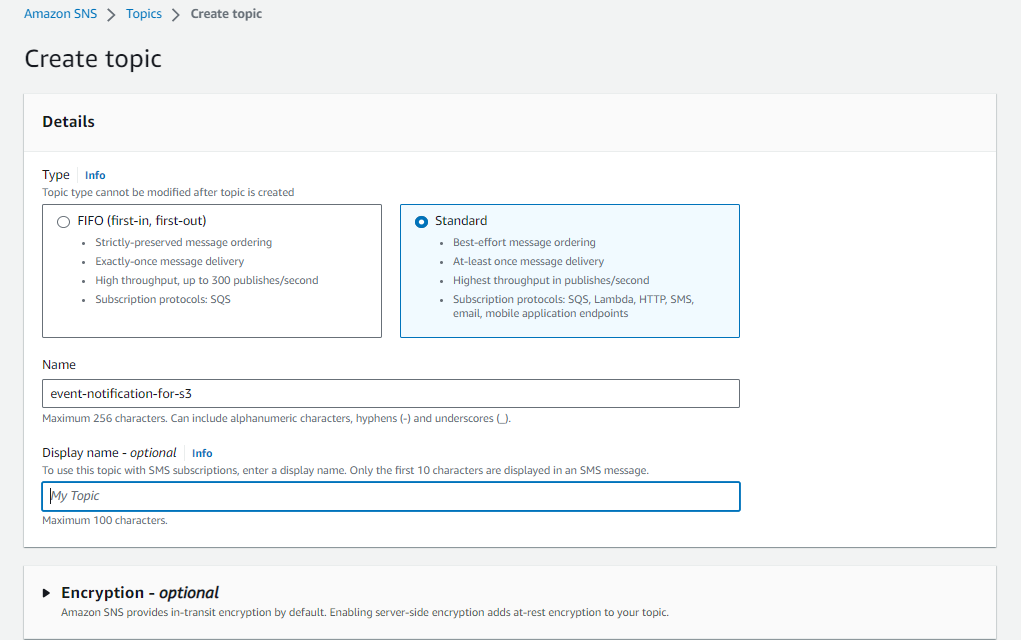 Amazon SNS > Topics > Create topic
Create topic
Details
Type Info
Topic type cannot be modified after topic is created
FIFO (first-in, first-out)
• Strictly-preserved message ordering
• Exactly-once message delivery
• High throughput, up to 300 publishes/second
• Subscription protocols: SQS
Standard
• Best-effort message ordering
• At-least once message delivery
• Highest throughput in publishes/second
• Subscription protocols: SQS, Lambda, HTTP, SMS,
email, mobile application endpoints
Name
event-notification-for-s3
Maximum 256 characters. Can include alphanumeric characters, hyphens (-) and underscores (_).
Display name - optional Info
To use this topic with SMS subscriptions, enter a display name. Only the first 10 characters are displayed in an SMS message.
My Topic
Maximum 100 characters.
Encryption - optional
Amazon SNS provides in-transit encryption by default. Enabling server-side encryption adds at-rest encryption to your topic.